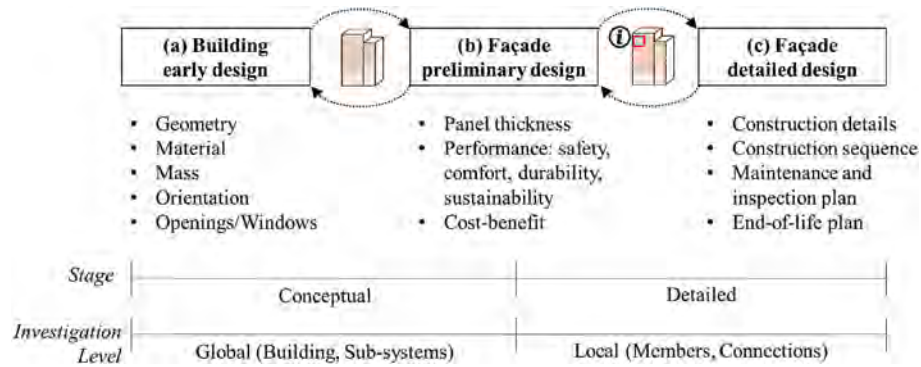 (a) Building
early design
(b) Façade
preliminary design
i
(c) Façade
detailed design
• Geometry
• Material
• Mass
• Orientation
• Openings/Windows
• Panel thickness
• Performance: safety,
comfort, durability,
sustainability
• Cost-benefit
• Construction details
• Construction sequence
• Maintenance and
inspection plan
• End-of-life plan
Stage
Conceptual
Detailed
Investigation
Level
Global (Building, Sub-systems)
Local (Members, Connections)